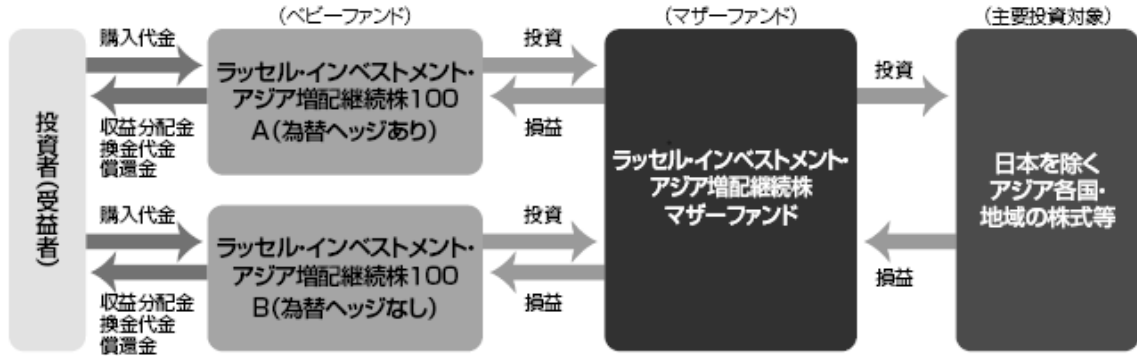 (ベビーファンド)
(マザーファンド)
(主要投資対象)
投資者(受益者)
購入代金
収益分配金
換金代金
償還金
ラッセル・インベストメント・
アジア増配継続株100
A(為替ヘッジあり)
投資
損益
購入代金
収益分配金
換金代金
償還金
ラッセル・インベストメント・
アジア増配継続株100
B(為替ヘッジなし)
投資
損益
ラッセル・インベストメント・
アジア増配継続株
マザーファンド
投資
損益
日本を除く
アジア各国・
地域の株式等